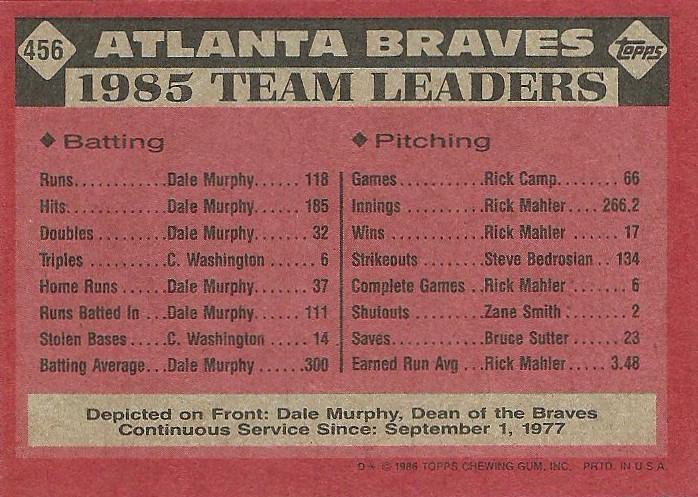 456 ATLANTA BRAVES topps
1985 TEAM LEADERS
◆ Batting
Runs............Dale Murphy...... 118
Hits.............Dale Murphy...... 185
Doubles.........Dale Murphy...... 32
Triples..........C. Washington...... 6
Home Runs.....Dale Murphy...... 37
Runs Batted In...Dale Murphy...... 111
Stolen Bases.....C. Washington..... 14
Batting Average...Dale Murphy......300
◆ Pitching
Games...........Rick Camp........ 66
Innings..........Rick Mahler.... 266.2
Wins............Rick Mahler..... 17
Strikeouts.......Steve Bedrosian.. 134
Complete Games..Rick Mahler...... 6
Shutouts........Zane Smith....... 2
Saves...........Bruce Sutter..... 23
Earned Run Avg...Rick Mahler..... 3.48
Depicted on Front: Dale Murphy, Dean of the Braves
Continuous Service Since: September 1, 1977
D* © 1986 TOPPS CHEWING GUM, INC. PRTD. IN U.S.A.